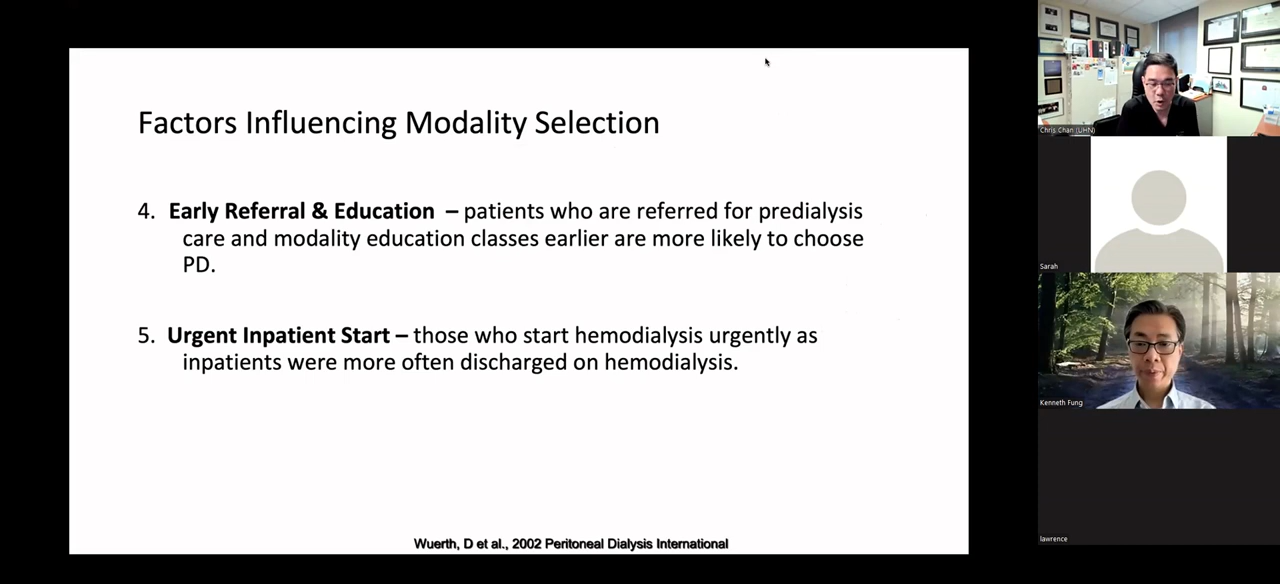 Factors Influencing Modality Selection
4. Early Referral & Education – patients who are referred for predialysis
care and modality education classes earlier are more likely to choose
PD.
5. Urgent Inpatient Start – those who start hemodialysis urgently as
inpatients were more often discharged on hemodialysis.
Wuerth, D et al., 2002 Peritoneal Dialysis International
Chris Chan (UHN)
Sarah
Kenneth Fung
lawrence